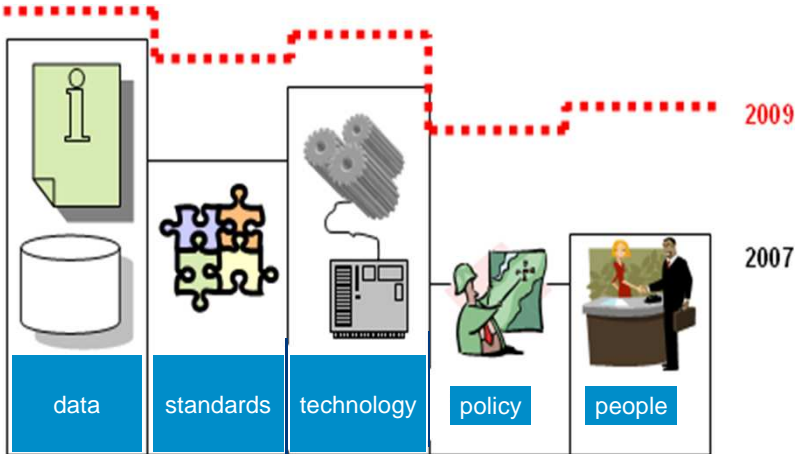 2009
2007
data
standards
technology
policy
people